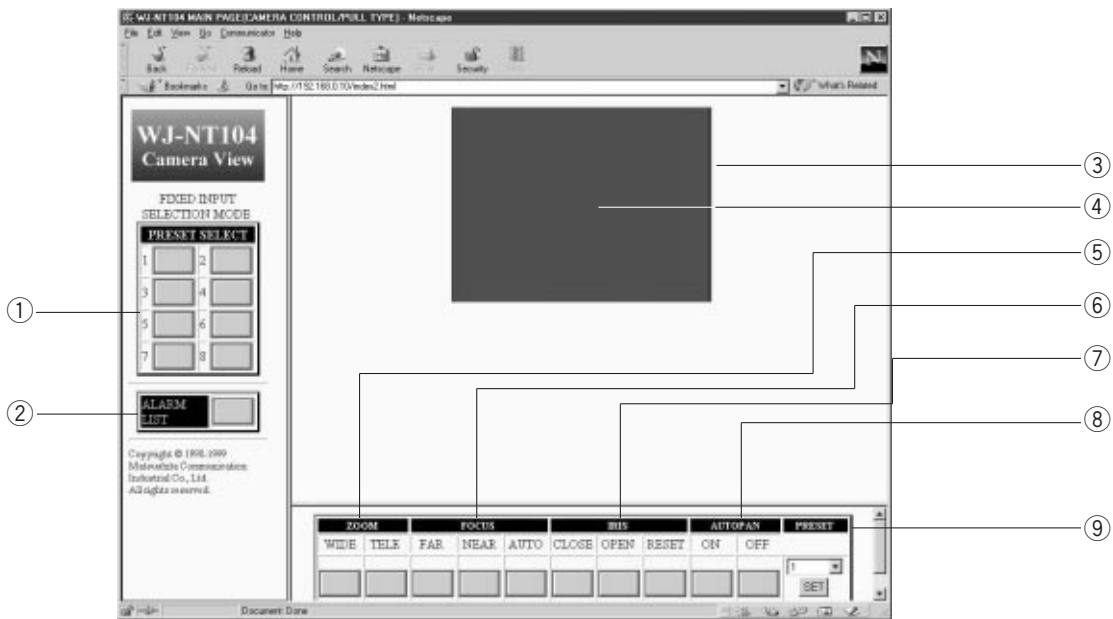 WJ-NT104 MAIN PAGE(CAMERA CONTROL/PULL TYPE) - Netscape
File Edit View Go Communicator Help
Back Reload Home Search Netscape Security
Bookmarks Go to: http://192.168.0.10/index2.html What's Related
WJ-NT104
Camera View
FIXED INPUT
SELECTION MODE
PRESET SELECT
1 2
3 4
5 6
7 8
ALARM
LIST
Copyright © 1998-1999
Matsushita Communication
Industrial Co., Ltd.
All rights reserved.
ZOOM FOCUS IRIS AUTOPAN PRESET
WIDE TELE FAR NEAR AUTO CLOSE OPEN RESET ON OFF
1
SET
Document: Done
①
②
③
④
⑤
⑥
⑦
⑧
⑨